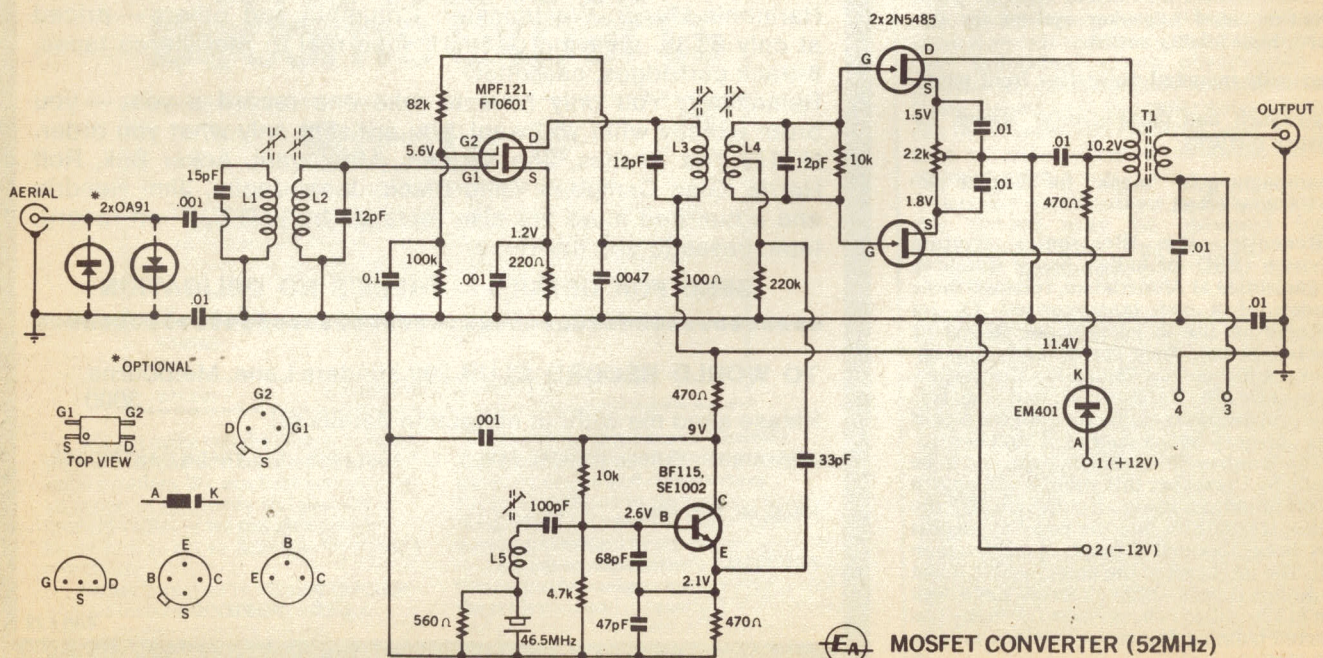 2x2N5485
MPF121,
FT0601
82k
G2
5.6V
G1
D
S
AERIAL
*
2xOA91
.001
15pF
L1
L2
12pF
.01
0.1
100k
.001
1.2V
220Ω
.0047
12pF
L3
L4
12pF
10k
100Ω
220k
G
D
S
1.5V
2.2k
1.8V
S
G
.01
.01
.01
10.2V
470Ω
T1
OUTPUT
.01
.01
*OPTIONAL
11.4V
K
EM401
A
1 (+12V)
2 (−12V)
4
3
G1
G2
S
D
TOP VIEW
G2
D
G1
S
A
K
G
D
S
E
B
C
S
B
E
C
.001
470Ω
9V
10k
BF115,
SE1002
100pF
2.6V
B
C
E
33pF
L5
68pF
2.1V
4.7k
560Ω
46.5MHz
47pF
470Ω
EA MOSFET CONVERTER (52MHz)